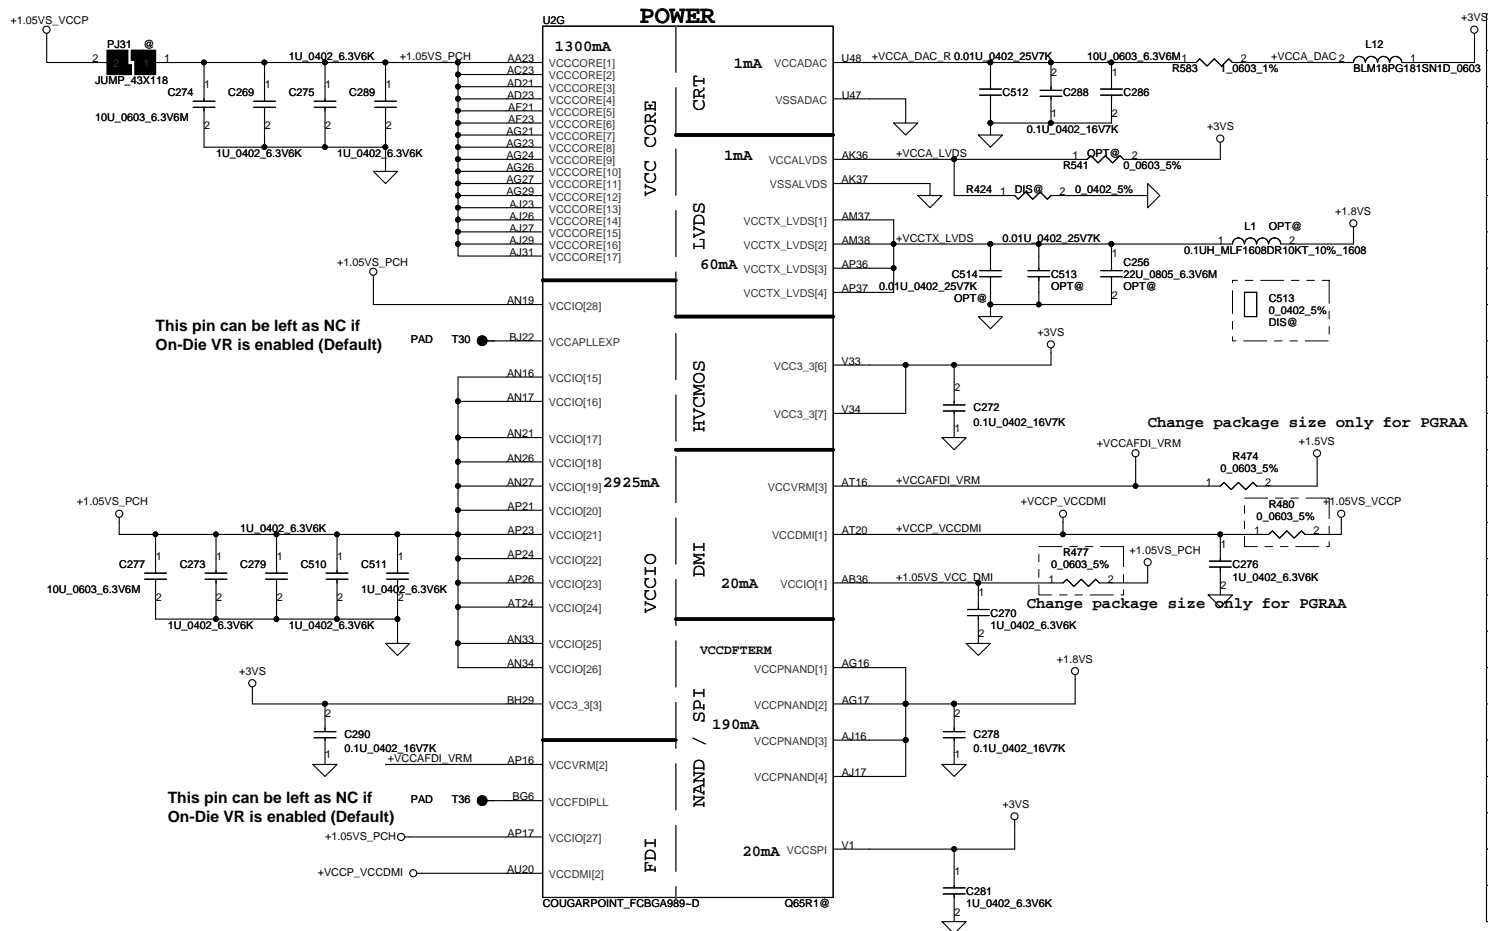 POWER
U2G
+1.05VS_VCCP
PJ31 @
2 2 1 1
JUMP_43X118
1U_0402_6.3V6K
+1.05VS_PCH
C274
C269
C275
C289
10U_0603_6.3V6M
1U_0402_6.3V6K
1U_0402_6.3V6K
1300mA
AA23 VCCCORE[1]
AC23 VCCCORE[2]
AD21 VCCCORE[3]
AD23 VCCCORE[4]
AF21 VCCCORE[5]
AF23 VCCCORE[6]
AG21 VCCCORE[7]
AG23 VCCCORE[8]
AG24 VCCCORE[9]
AG26 VCCCORE[10]
AG27 VCCCORE[11]
AG29 VCCCORE[12]
AJ23 VCCCORE[13]
AJ26 VCCCORE[14]
AJ27 VCCCORE[15]
AJ29 VCCCORE[16]
AJ31 VCCCORE[17]
VCC CORE
+1.05VS_PCH
AN19 VCCIO[28]
This pin can be left as NC if
On-Die VR is enabled (Default)
PAD T30 BJ22 VCCAPLLEXP
AN16 VCCIO[15]
AN17 VCCIO[16]
AN21 VCCIO[17]
AN26 VCCIO[18]
AN27 VCCIO[19]
2925mA
AP21 VCCIO[20]
AP23 VCCIO[21]
AP24 VCCIO[22]
AP26 VCCIO[23]
AT24 VCCIO[24]
AN33 VCCIO[25]
AN34 VCCIO[26]
VCCIO
+1.05VS_PCH
1U_0402_6.3V6K
C277
C273
C279
C510
C511
10U_0603_6.3V6M
1U_0402_6.3V6K
1U_0402_6.3V6K
1U_0402_6.3V6K
+3VS
BH29 VCC3_3[3]
C290
0.1U_0402_16V7K
+VCCAFDI_VRM AP16 VCCVRM[2]
This pin can be left as NC if
On-Die VR is enabled (Default)
PAD T36 BG6 VCCFDIPLL
+1.05VS_PCH AP17 VCCIO[27]
+VCCP_VCCDMI AU20 VCCDMI[2]
FDI
COUGARPOINT_FCBGA989~D
Q65R1@
CRT
1mA VCCADAC U48 +VCCA_DAC_R
VSSADAC U47
0.01U_0402_25V7K
10U_0603_6.3V6M
C512
C288
C286
0.1U_0402_16V7K
R583 1_0603_1%
+VCCA_DAC
L12
BLM18PG181SN1D_0603
+3VS
LVDS
1mA VCCALVDS AK36 +VCCA_LVDS
VSSALVDS AK37
+3VS
1 OPT@ 2
R541 0_0603_5%
R424 1 DIS@ 2 0_0402_5%
VCCTX_LVDS[1] AM37
VCCTX_LVDS[2] AM38 +VCCTX_LVDS
60mA VCCTX_LVDS[3] AP36
VCCTX_LVDS[4] AP37
0.01U_0402_25V7K
C514
0.01U_0402_25V7K
OPT@
C513
OPT@
C256
22U_0805_6.3V6M
OPT@
L1 OPT@
0.1UH_MLF1608DR10KT_10%_1608
+1.8VS
C513
0_0402_5%
DIS@
HVCMOS
VCC3_3[6] V33
VCC3_3[7] V34
+3VS
C272
0.1U_0402_16V7K
Change package size only for PGRAA
DMI
VCCVRM[3] AT16 +VCCAFDI_VRM
+VCCAFDI_VRM
R474
0_0603_5%
+1.5VS
VCCDMI[1] AT20 +VCCP_VCCDMI
+VCCP_VCCDMI
R480
0_0603_5%
+1.05VS_VCCP
C276
1U_0402_6.3V6K
20mA VCCIO[1] AB36 +1.05VS_VCC_DMI
R477
0_0603_5%
+1.05VS_PCH
C270
1U_0402_6.3V6K
Change package size only for PGRAA
NAND / SPI
VCCDFTERM
VCCPNAND[1] AG16
VCCPNAND[2] AG17
190mA
VCCPNAND[3] AJ16
VCCPNAND[4] AJ17
+1.8VS
C278
0.1U_0402_16V7K
+3VS
20mA VCCSPI V1
C281
1U_0402_6.3V6K